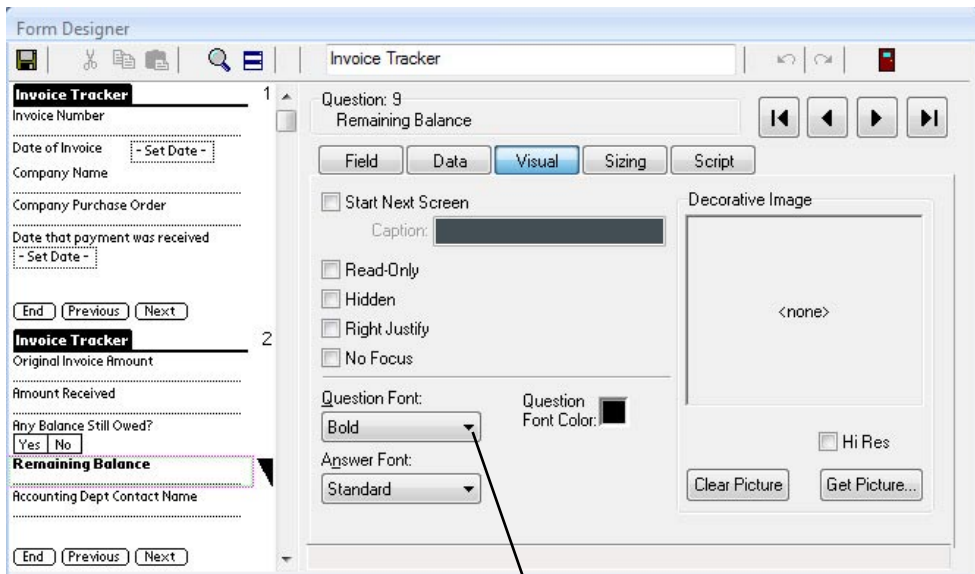 Form Designer
Invoice Tracker
Invoice Tracker 1
Invoice Number
Date of Invoice - Set Date -
Company Name
Company Purchase Order
Date that payment was received
- Set Date -
End Previous Next
Invoice Tracker 2
Original Invoice Amount
Amount Received
Any Balance Still Owed?
Yes No
Remaining Balance
Accounting Dept Contact Name
End Previous Next
Question: 9
Remaining Balance
Field Data Visual Sizing Script
Start Next Screen
Caption:
Read-Only
Hidden
Right Justify
No Focus
Question Font:
Bold
Question
Font Color:
Answer Font:
Standard
Decorative Image
<none>
Hi Res
Clear Picture Get Picture...